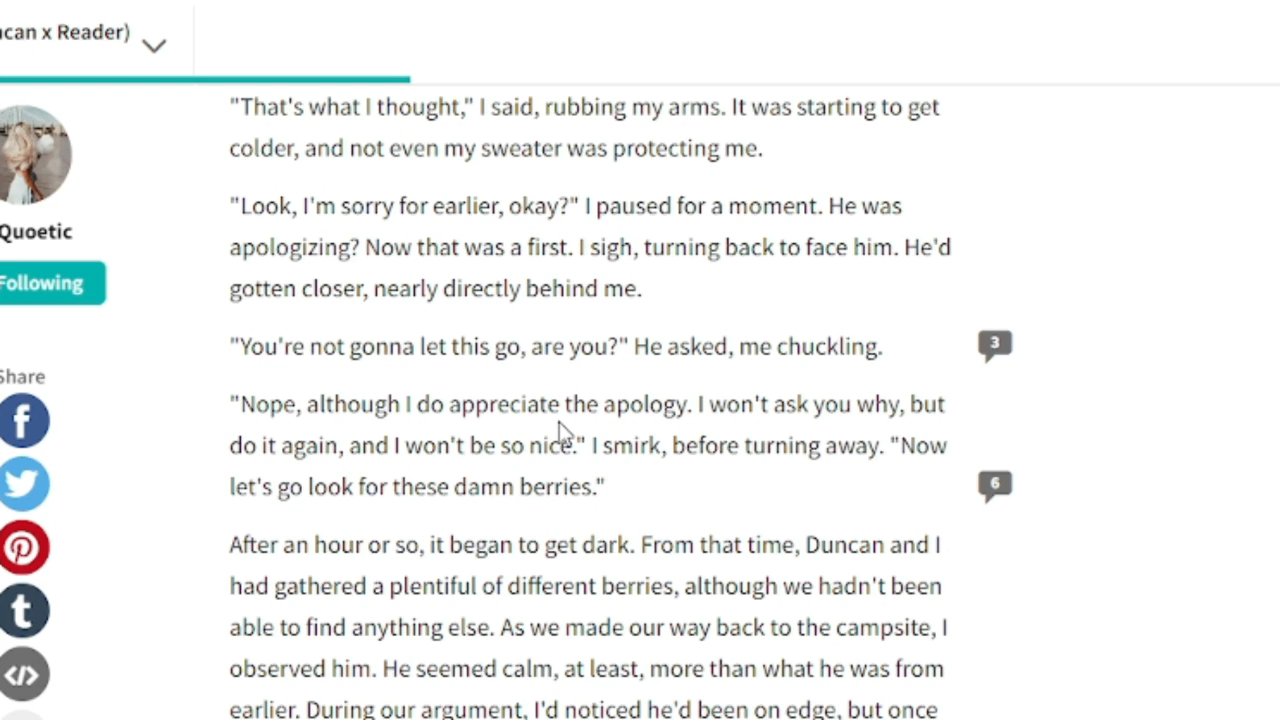 ncan x Reader)
"That's what I thought," I said, rubbing my arms. It was starting to get
colder, and not even my sweater was protecting me.
"Look, I'm sorry for earlier, okay?" I paused for a moment. He was
apologizing? Now that was a first. I sigh, turning back to face him. He'd
gotten closer, nearly directly behind me.
"You're not gonna let this go, are you?" He asked, me chuckling.
3
"Nope, although I do appreciate the apology. I won't ask you why, but
do it again, and I won't be so nice." I smirk, before turning away. "Now
let's go look for these damn berries."
6
After an hour or so, it began to get dark. From that time, Duncan and I
had gathered a plentiful of different berries, although we hadn't been
able to find anything else. As we made our way back to the campsite, I
observed him. He seemed calm, at least, more than what he was from
earlier. During our argument, I'd noticed he'd been on edge, but once
Quoetic
Following
Share